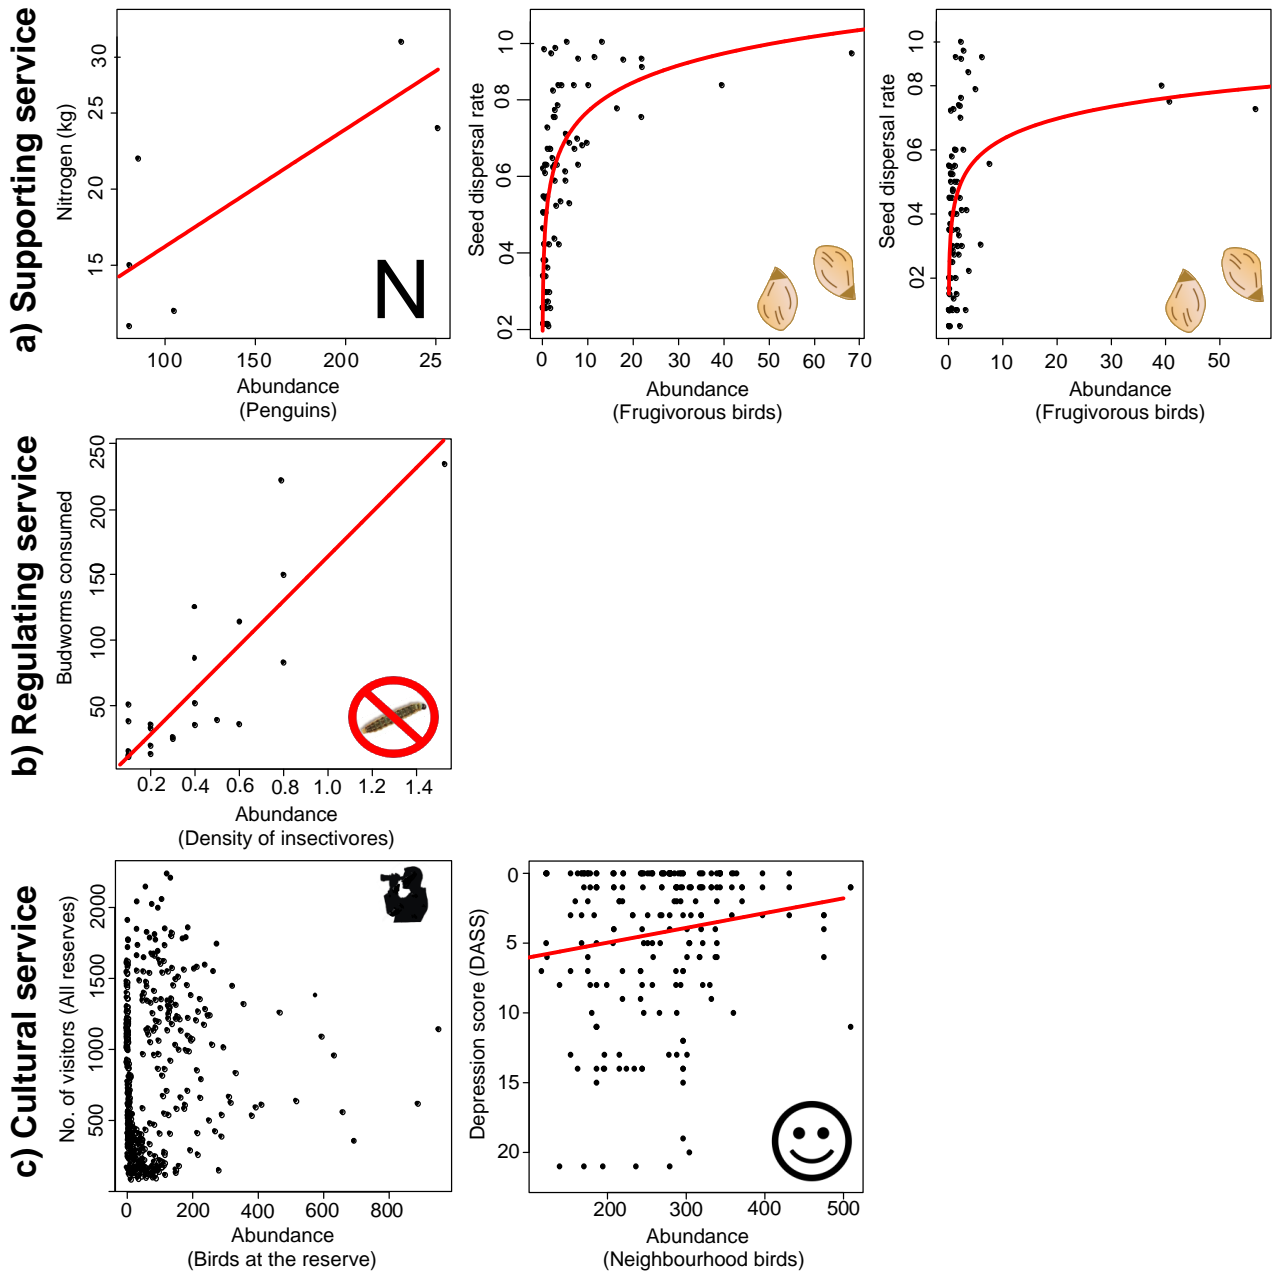 a) Supporting service
Nitrogen (kg)
30
25
20
15
N
100
150
200
25
Abundance
(Penguins)
Seed dispersal rate
10
08
06
04
02
0
10
20
30
40
50
60
70
Abundance
(Frugivorous birds)
Seed dispersal rate
10
08
06
04
02
0
10
20
30
40
50
Abundance
(Frugivorous birds)
b) Regulating service
Budworms consumed
250
200
150
100
50
0.2
0.4
0.6
0.8
1.0
1.2
1.4
Abundance
(Density of insectivores)
c) Cultural service
No. of visitors (All reserves)
2000
1500
1000
500
0
200
400
600
800
Abundance
(Birds at the reserve)
Depression score (DASS)
0
5
10
15
20
200
300
400
500
Abundance
(Neighbourhood birds)